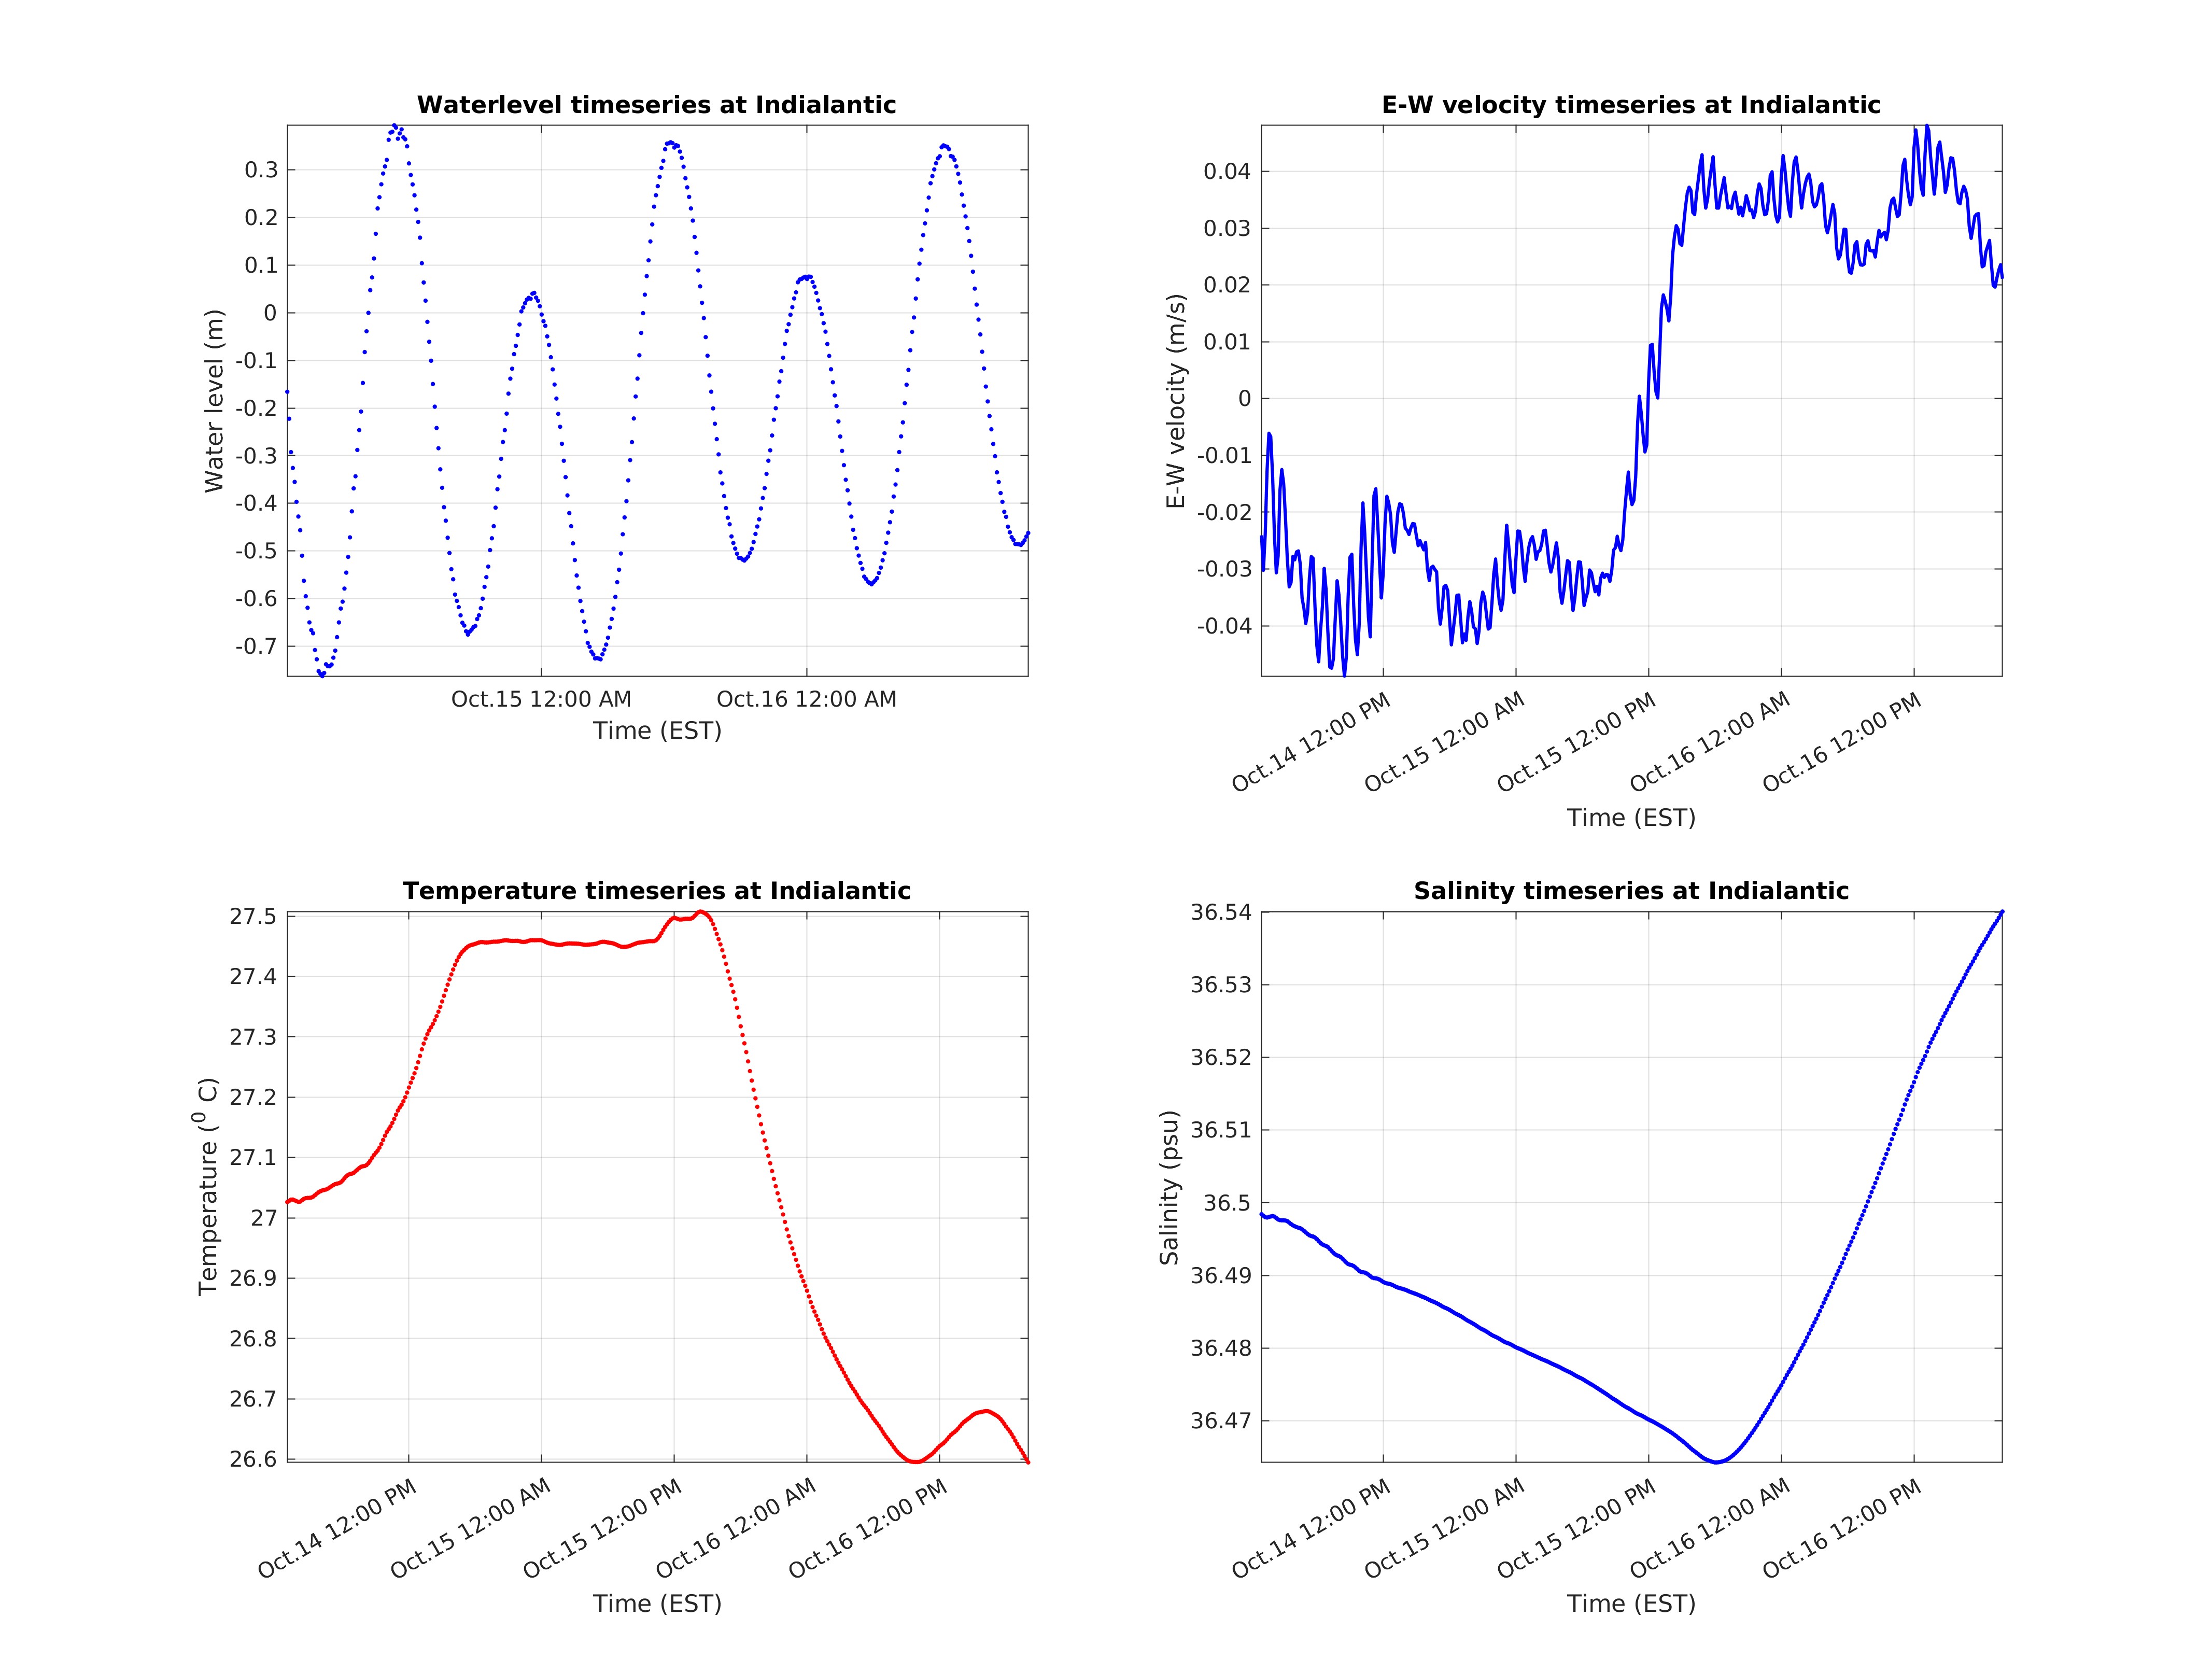 Waterlevel timeseries at Indialantic
0.3
0.2
0.1
0
-0.1
-0.2
-0.3
-0.4
-0.5
-0.6
-0.7
Water level (m)
Oct.15 12:00 AM
Oct.16 12:00 AM
Time (EST)
E-W velocity timeseries at Indialantic
0.04
0.03
0.02
0.01
0
-0.01
-0.02
-0.03
-0.04
E-W velocity (m/s)
Oct.14 12:00 PM
Oct.15 12:00 AM
Oct.15 12:00 PM
Oct.16 12:00 AM
Oct.16 12:00 PM
Time (EST)
Temperature timeseries at Indialantic
27.5
27.4
27.3
27.2
27.1
27
26.9
26.8
26.7
26.6
Temperature (⁰ C)
Oct.14 12:00 PM
Oct.15 12:00 AM
Oct.15 12:00 PM
Oct.16 12:00 AM
Oct.16 12:00 PM
Time (EST)
Salinity timeseries at Indialantic
36.54
36.53
36.52
36.51
36.5
36.49
36.48
36.47
Salinity (psu)
Oct.14 12:00 PM
Oct.15 12:00 AM
Oct.15 12:00 PM
Oct.16 12:00 AM
Oct.16 12:00 PM
Time (EST)